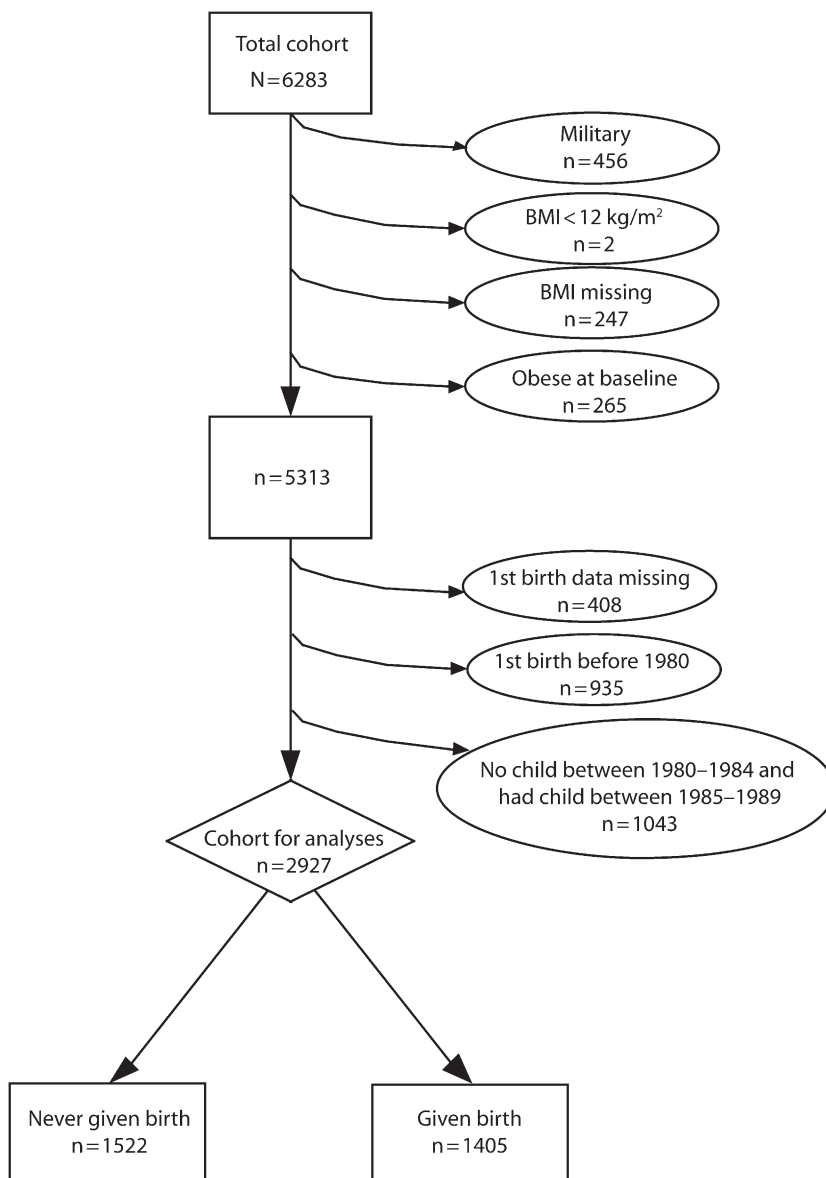 Total cohort
N=6283
Military
n=456
BMI<12 kg/m²
n=2
BMI missing
n=247
Obese at baseline
n=265
n=5313
1st birth data missing
n=408
1st birth before 1980
n=935
No child between 1980–1984 and
had child between 1985–1989
n=1043
Cohort for analyses
n=2927
Never given birth
n=1522
Given birth
n=1405